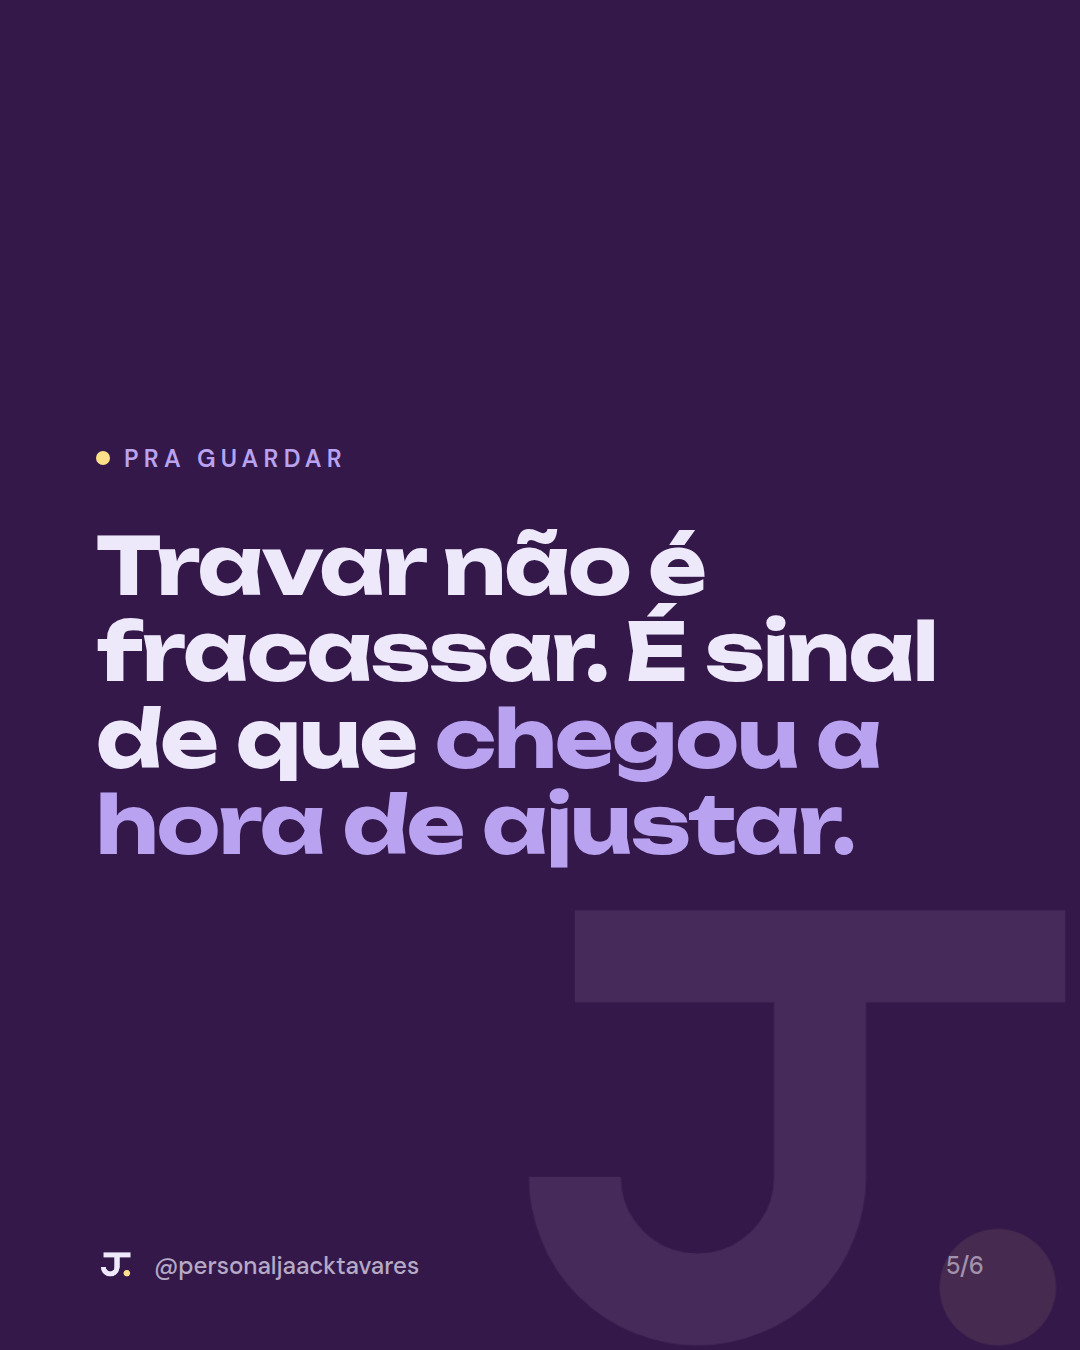 PRA GUARDAR
Travar não é
fracassar. É sinal
de que chegou a
hora de ajustar.
J.
@personaljaacktavares
5/6